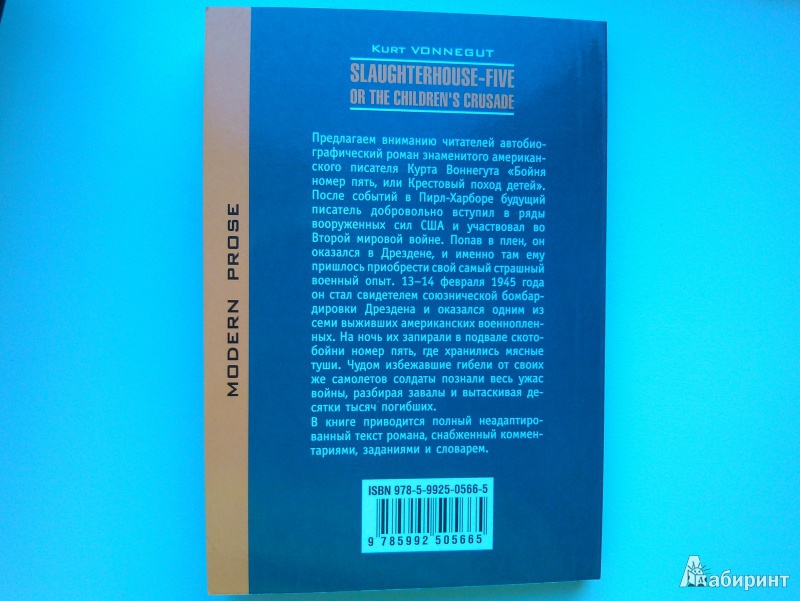 Kurt VONNEGUT
SLAUGHTERHOUSE-FIVE
OR THE CHILDREN'S CRUSADE
Предлагаем вниманию читателей автобио-
графический роман знаменитого американ-
ского писателя Курта Воннегута «Бойня
номер пять, или Крестовый поход детей».
После событий в Пирл-Харборе будущий
писатель добровольно вступил в ряды
вооруженных сил США и участвовал во
Второй мировой войне. Попав в плен, он
оказался в Дрездене, и именно там ему
пришлось приобрести свой самый страшный
военный опыт. 13–14 февраля 1945 года
он стал свидетелем союзнической бомбар-
дировки Дрездена и оказался одним из
семи выживших американских военноплен-
ных. На ночь их запирали в подвале ското-
бойни номер пять, где хранились мясные
туши. Чудом избежавшие гибели от своих
же самолетов солдаты познали весь ужас
войны, разбирая завалы и вытаскивая де-
сятки тысяч погибших.
В книге приводится полный неадаптиро-
ванный текст романа, снабженный коммен-
тариями, заданиями и словарем.
MODERN PROSE
ISBN 978-5-9925-0566-5
9 785992 505665
Лабиринт